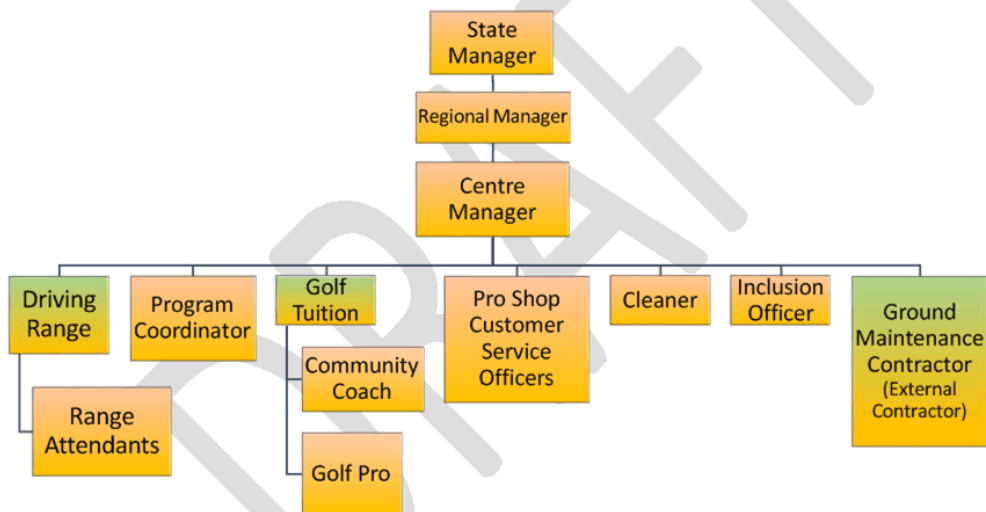 State
Manager
Regional Manager
Centre
Manager
Driving
Range
Program
Coordinator
Golf
Tuition
Pro Shop
Customer
Service
Officers
Cleaner
Inclusion
Officer
Ground
Maintenance
Contractor
(External
Contractor)
Range
Attendants
Community
Coach
Golf Pro
DRAFT